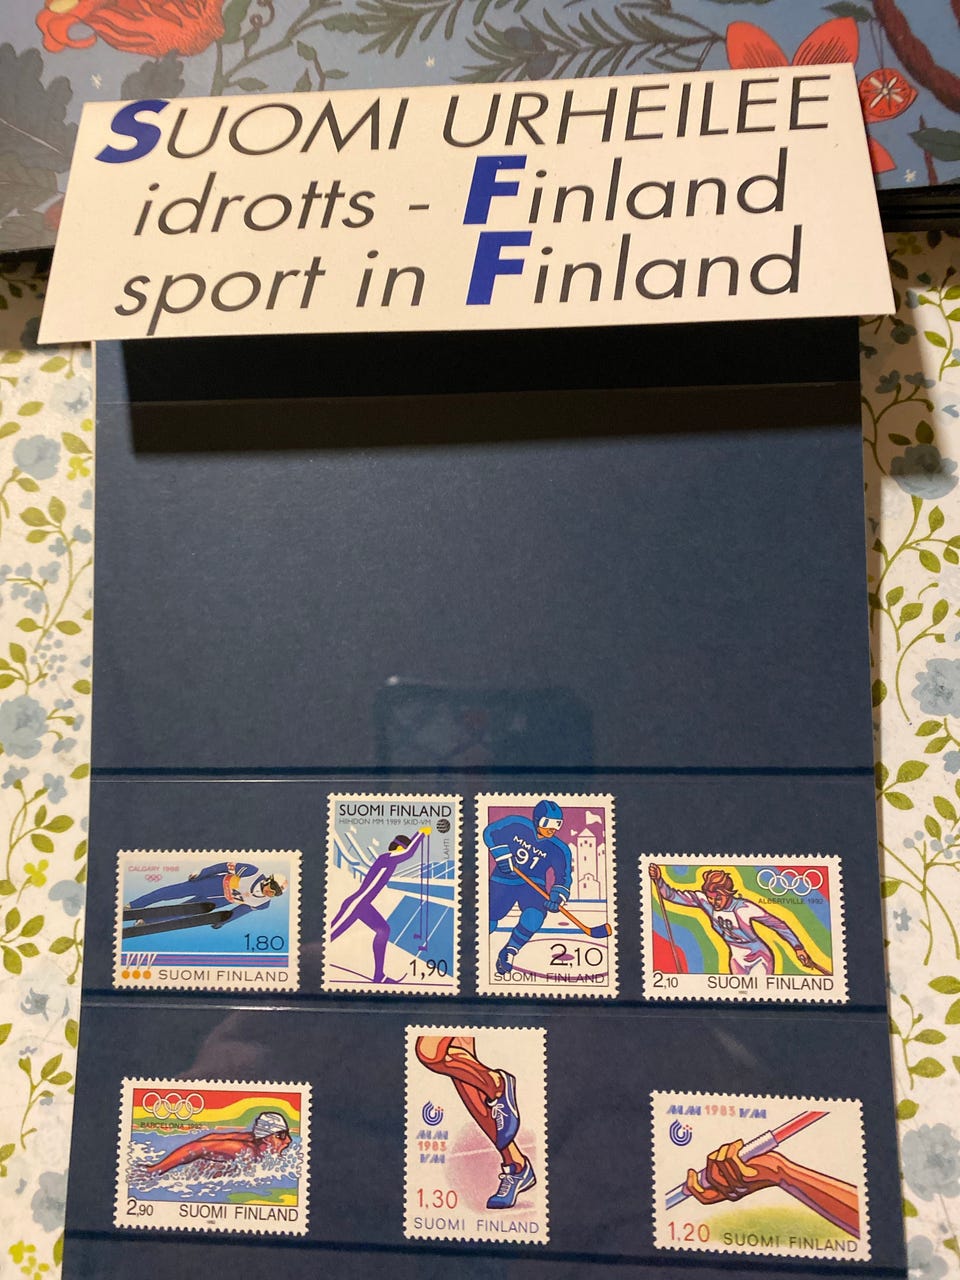 SUOMI URHEILEE
idrotts - Finland
sport in Finland
CALGARY 1988
1,80
SUOMI FINLAND
SUOMI FINLAND
HIIHDON MM 1989 SKID-VM
LAHTI
1,90
MM VM
91
2,10
SUOMI FINLAND
ALBERTVILLE 1992
2,10 SUOMI FINLAND
1992
BARCELONA 1992
2,90 SUOMI FINLAND
1992
MM
1983
VM
1,30
SUOMI FINLAND
MM 1983 VM
1,20 SUOMI FINLAND